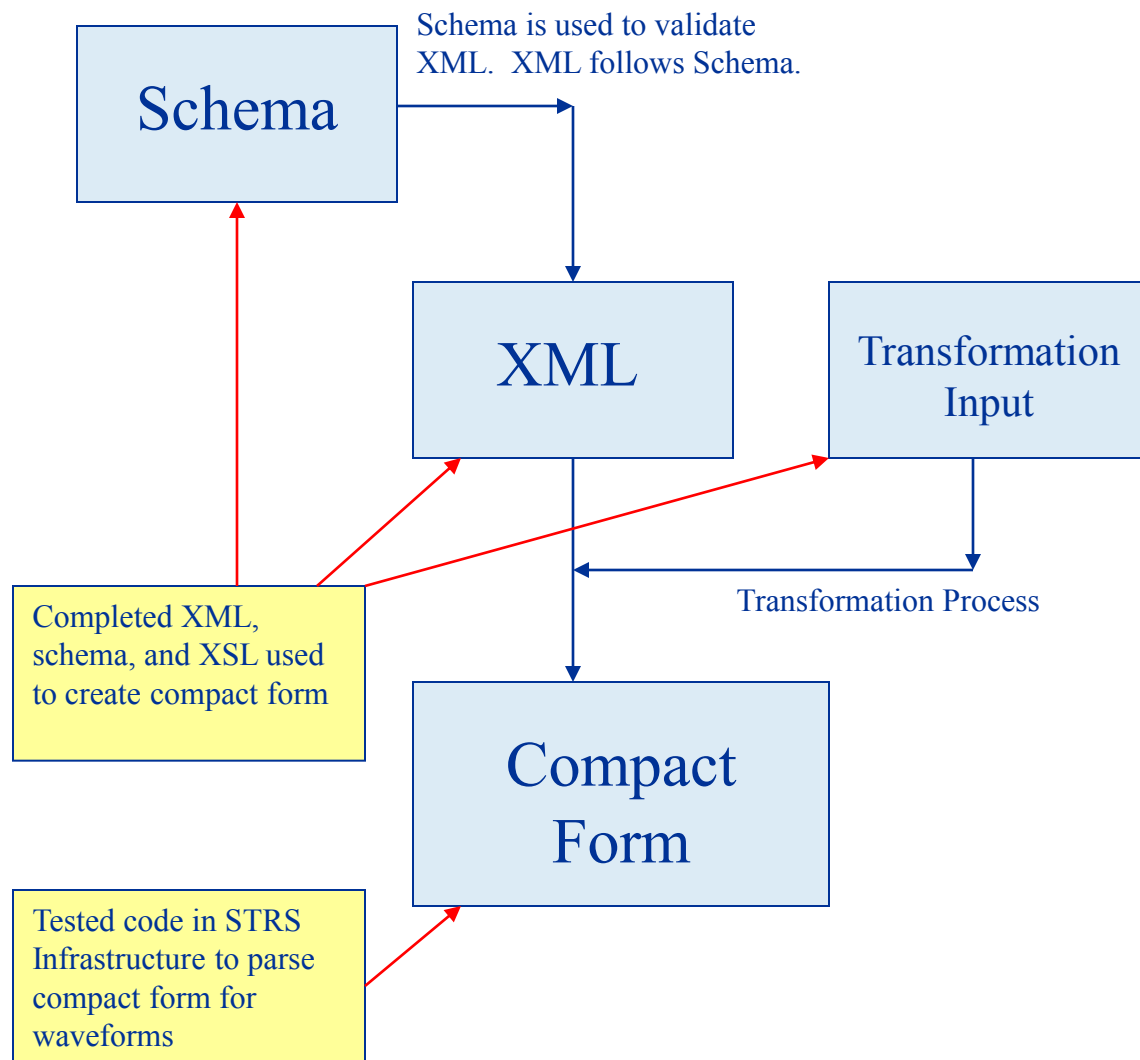 Schema is used to validate
XML. XML follows Schema.
Schema
XML
Transformation
Input
Transformation Process
Completed XML,
schema, and XSL used
to create compact form
Compact
Form
Tested code in STRS
Infrastructure to parse
compact form for
waveforms